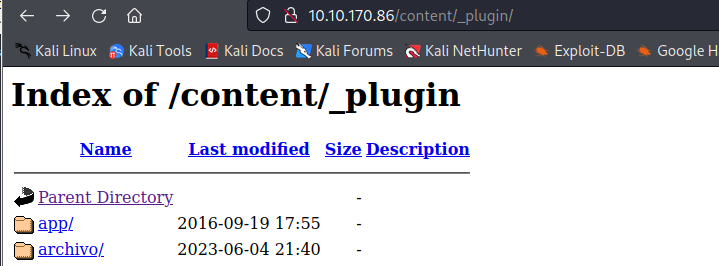 10.10.170.86/content/_plugin/
Kali Linux Kali Tools Kali Docs Kali Forums Kali NetHunter Exploit-DB Google H
Index of /content/_plugin
Name Last modified Size Description
Parent Directory -
app/ 2016-09-19 17:55 -
archivo/ 2023-06-04 21:40 -